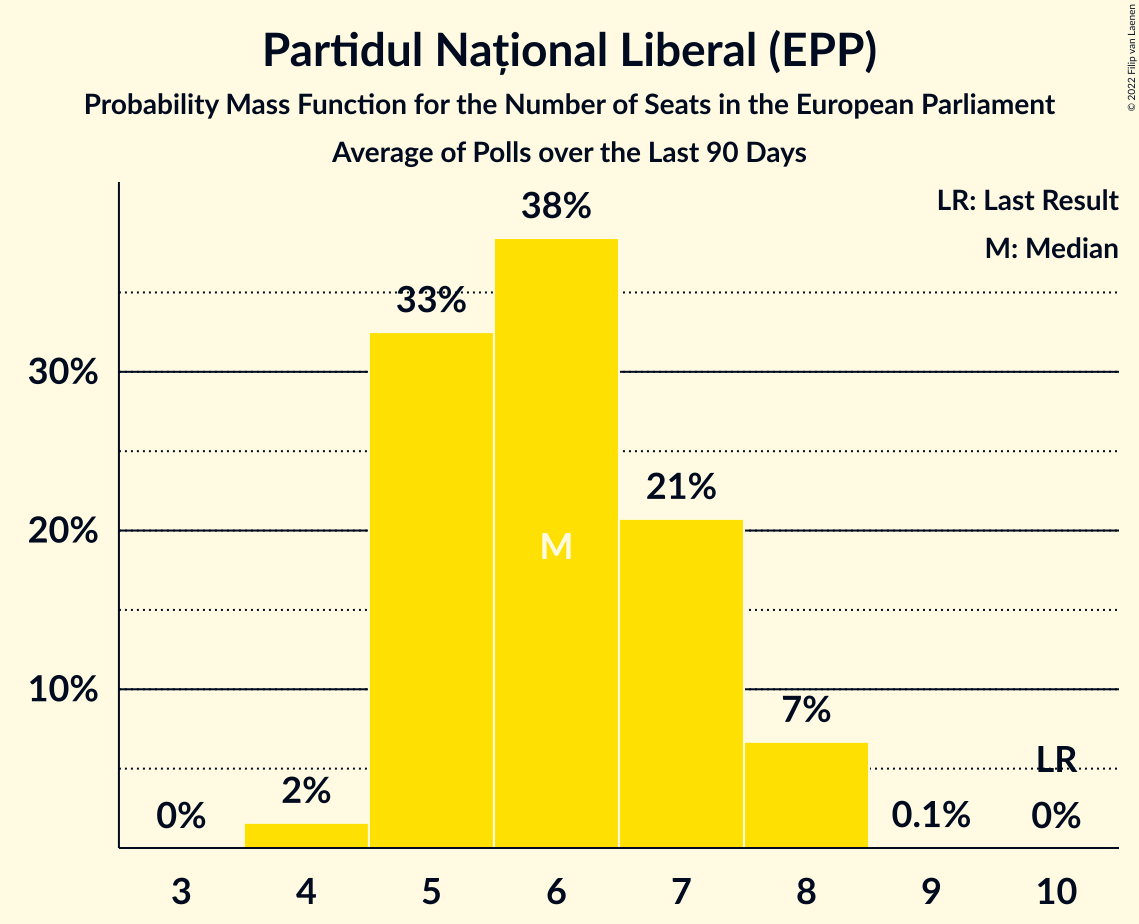 Partidul Național Liberal (EPP)
Probability Mass Function for the Number of Seats in the European Parliament
Average of Polls over the Last 90 Days
© 2022 Filip van Laenen
LR: Last Result
M: Median
38%
33%
30%
21%
20%
M
10%
7%
LR
2%
0%
0.1%
0%
3 4 5 6 7 8 9 10